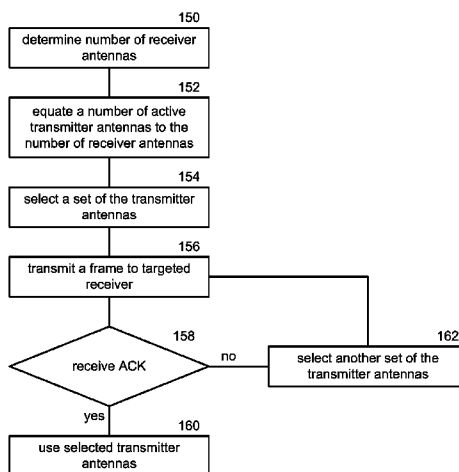 150
determine number of receiver
antennas
152
equate a number of active
transmitter antennas to the
number of receiver antennas
154
select a set of the transmitter
antennas
156
transmit a frame to targeted
receiver
158
receive ACK
no
162
select another set of the
transmitter antennas
yes
160
use selected transmitter
antennas